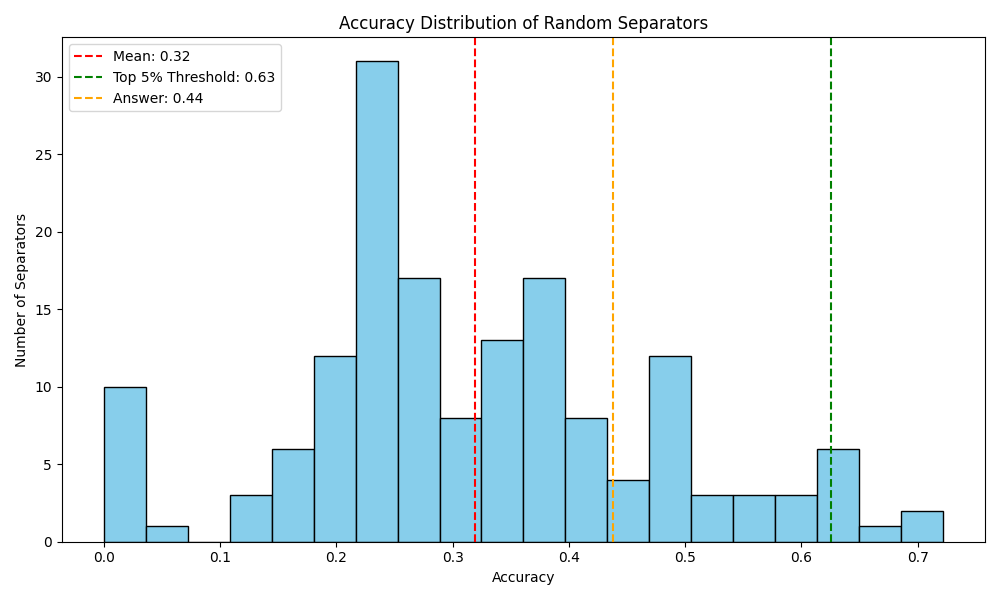 Accuracy Distribution of Random Separators
Mean: 0.32
Top 5% Threshold: 0.63
Answer: 0.44
Number of Separators
30
25
20
15
10
5
0
0.0 0.1 0.2 0.3 0.4 0.5 0.6 0.7
Accuracy